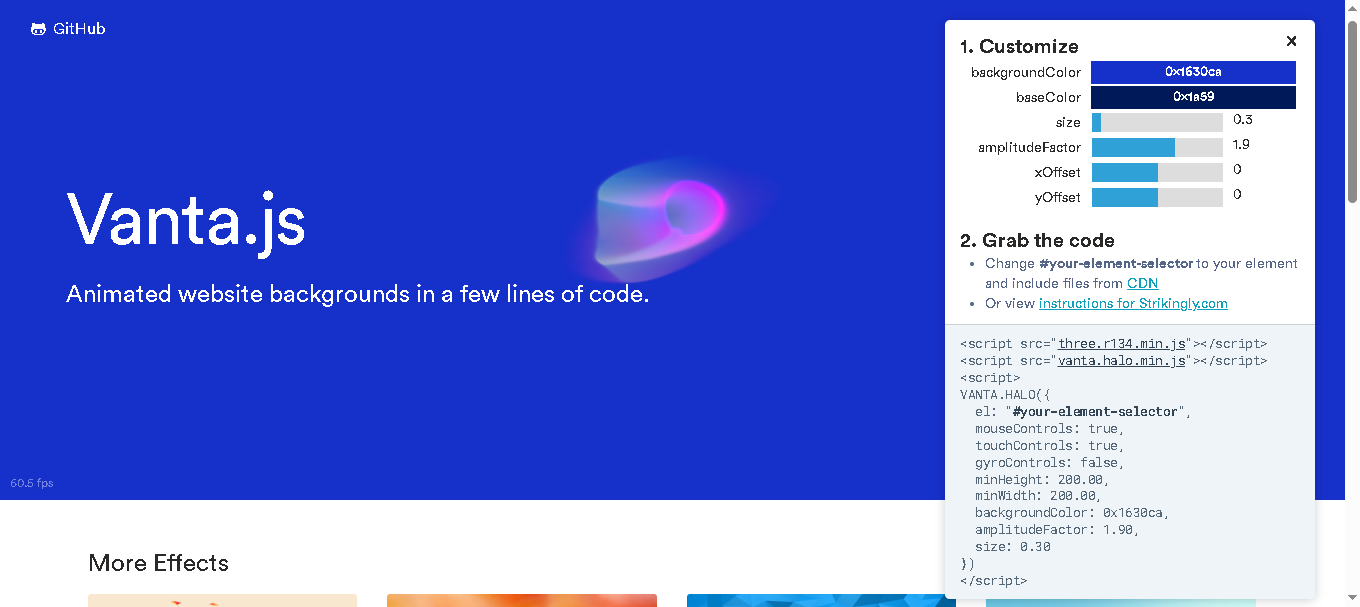 GitHub
Vanta.js
Animated website backgrounds in a few lines of code.
60.5 fps
More Effects
1. Customize
×
backgroundColor 0x1630ca
baseColor 0x1a59
size 0.3
amplitudeFactor 1.9
xOffset 0
yOffset 0
2. Grab the code
• Change #your-element-selector to your element
and include files from CDN
• Or view instructions for Strikingly.com
<script src="three.r134.min.js"></script>
<script src="vanta.halo.min.js"></script>
<script>
VANTA.HALO({
  el: "#your-element-selector",
  mouseControls: true,
  touchControls: true,
  gyroControls: false,
  minHeight: 200.00,
  minWidth: 200.00,
  backgroundColor: 0x1630ca,
  amplitudeFactor: 1.90,
  size: 0.30
})
</script>